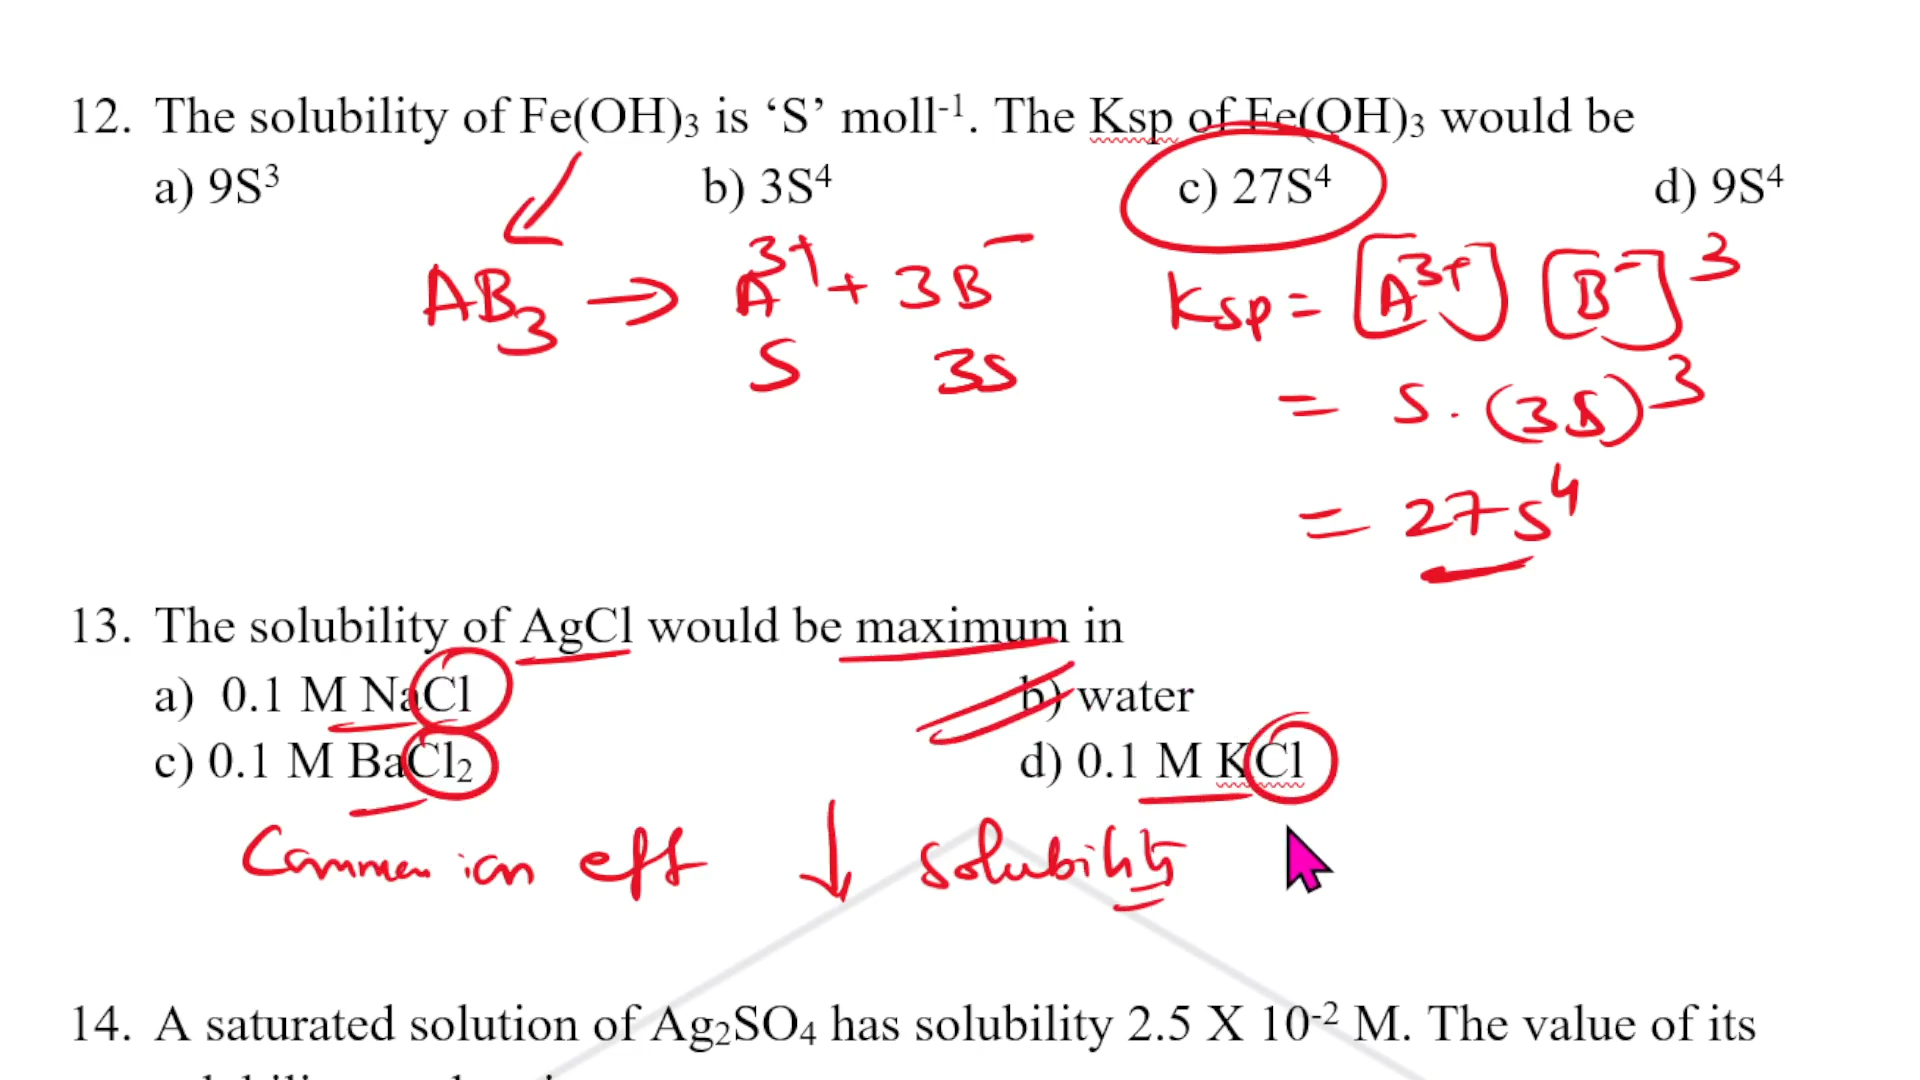 12. The solubility of Fe(OH)3 is ‘S’ moll-1. The Ksp of Fe(OH)3 would be
a) 9S3 b) 3S4 c) 27S4 d) 9S4
AB3 → A3+ + 3B−
S 3S
Ksp = [A3+] [B−]3
= S . (3S)3
= 27S4
13. The solubility of AgCl would be maximum in
a) 0.1 M NaCl b) water
c) 0.1 M BaCl2 d) 0.1 M KCl
Common ion eff ↓ solubility
14. A saturated solution of Ag2SO4 has solubility 2.5 X 10-2 M. The value of its